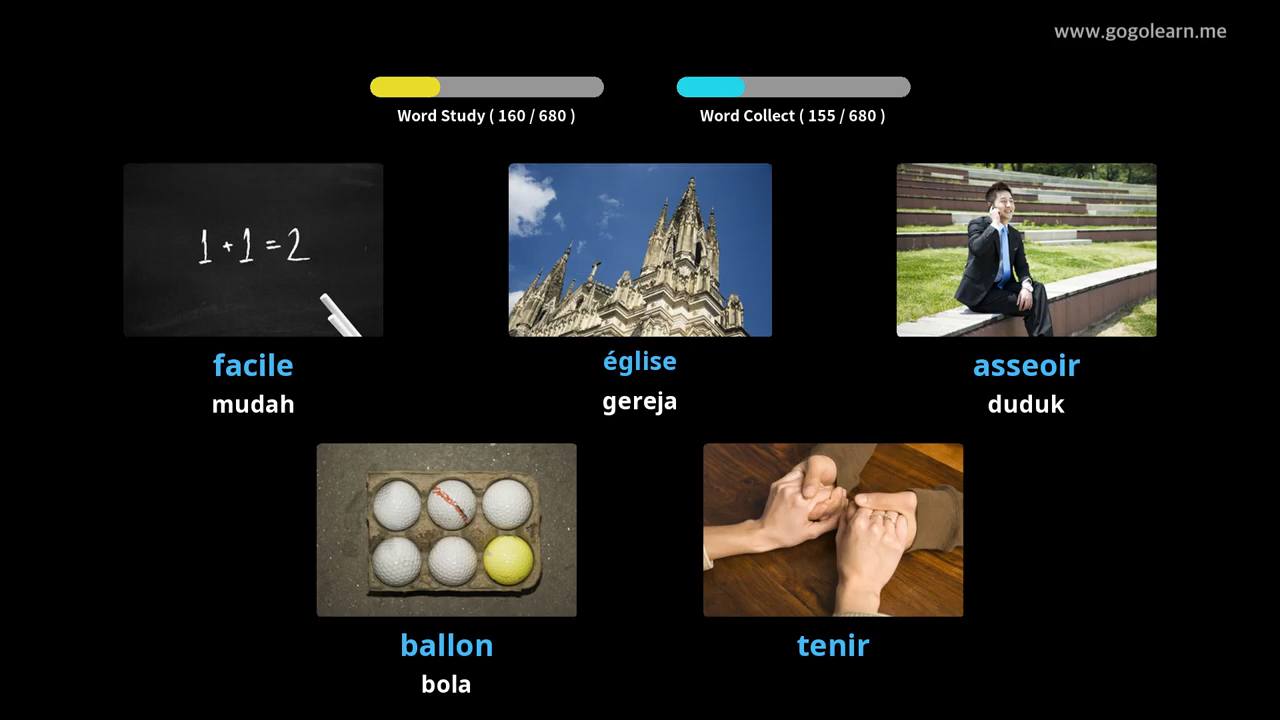 www.gogolearn.me
Word Study ( 160 / 680 )
Word Collect ( 155 / 680 )
1 + 1 = 2
facile
mudah
église
gereja
asseoir
duduk
ballon
bola
tenir